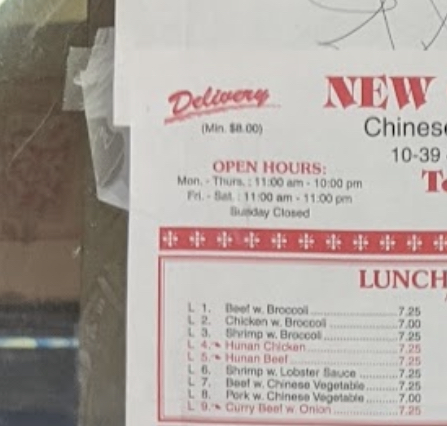 Delivery
(Min. $8.00)
NEW
Chinese
10-39
OPEN HOURS:
Mon. - Thurs. : 11:00 am - 10:00 pm
Fri. - Sat. : 11:00 am - 11:00 pm
Sunday Closed
LUNCH
L 1. Beef w. Broccoli 7.25
L 2. Chicken w. Broccoli 7.00
L 3. Shrimp w. Broccoli 7.25
L 4. Hunan Chicken 7.25
L 5. Hunan Beef 7.25
L 6. Shrimp w. Lobster Sauce 7.25
L 7. Beef w. Chinese Vegetable 7.25
L 8. Pork w. Chinese Vegetable 7.00
L 9. Curry Beef w. Onion 7.25